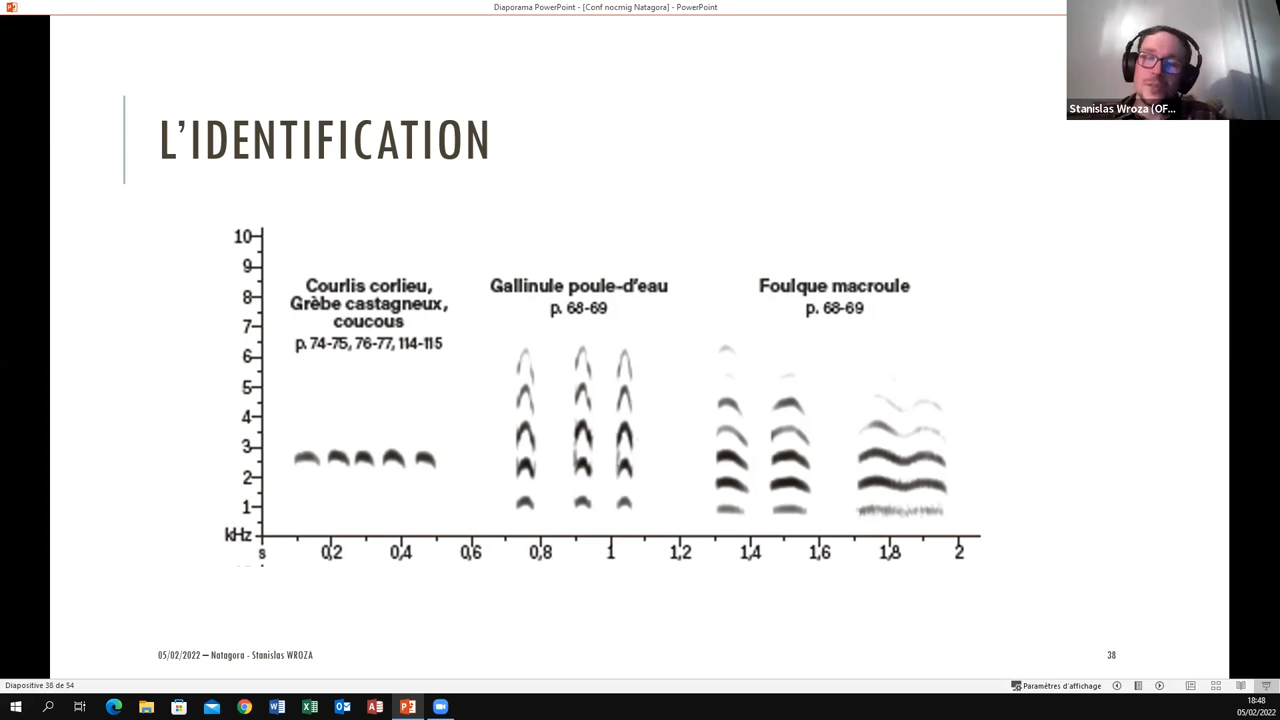 Diaporama PowerPoint - [Conf nocmig Natagora] - PowerPoint
Stanislas Wroza (OF...
L'IDENTIFICATION
10
9
8
7
6
5
4
3
2
1
kHz
Courlis corlieu,
Grèbe castagneux,
coucous
p. 74-75, 76-77, 114-115
Gallinule poule-d'eau
p. 68-69
Foulque macroule
p. 68-69
s 0,2 0,4 0,6 0,8 1 1,2 1,4 1,6 1,8 2
05/02/2022 – Natagora - Stanislas WROZA
38
Diapositive 38 de 54
Paramètres d'affichage
18:48
05/02/2022